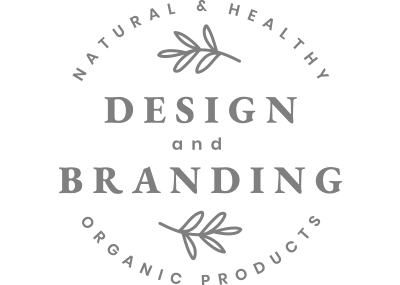 NATURAL & HEALTHY
DESIGN
and
BRANDING
ORGANIC PRODUCTS